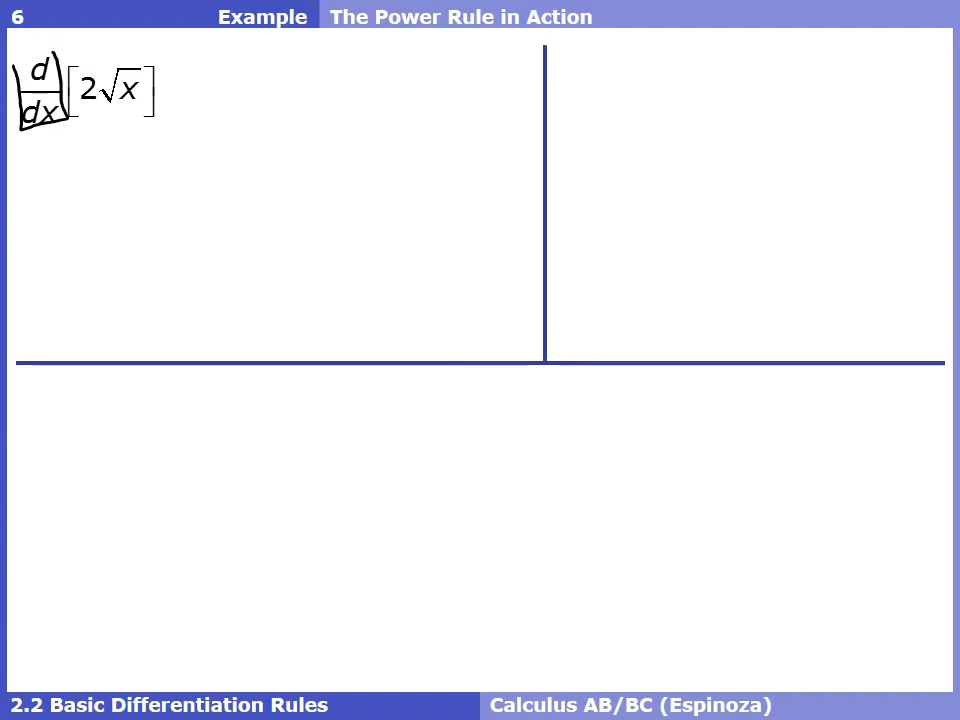 6 Example The Power Rule in Action
d/dx [2√x]
2.2 Basic Differentiation Rules Calculus AB/BC (Espinoza)